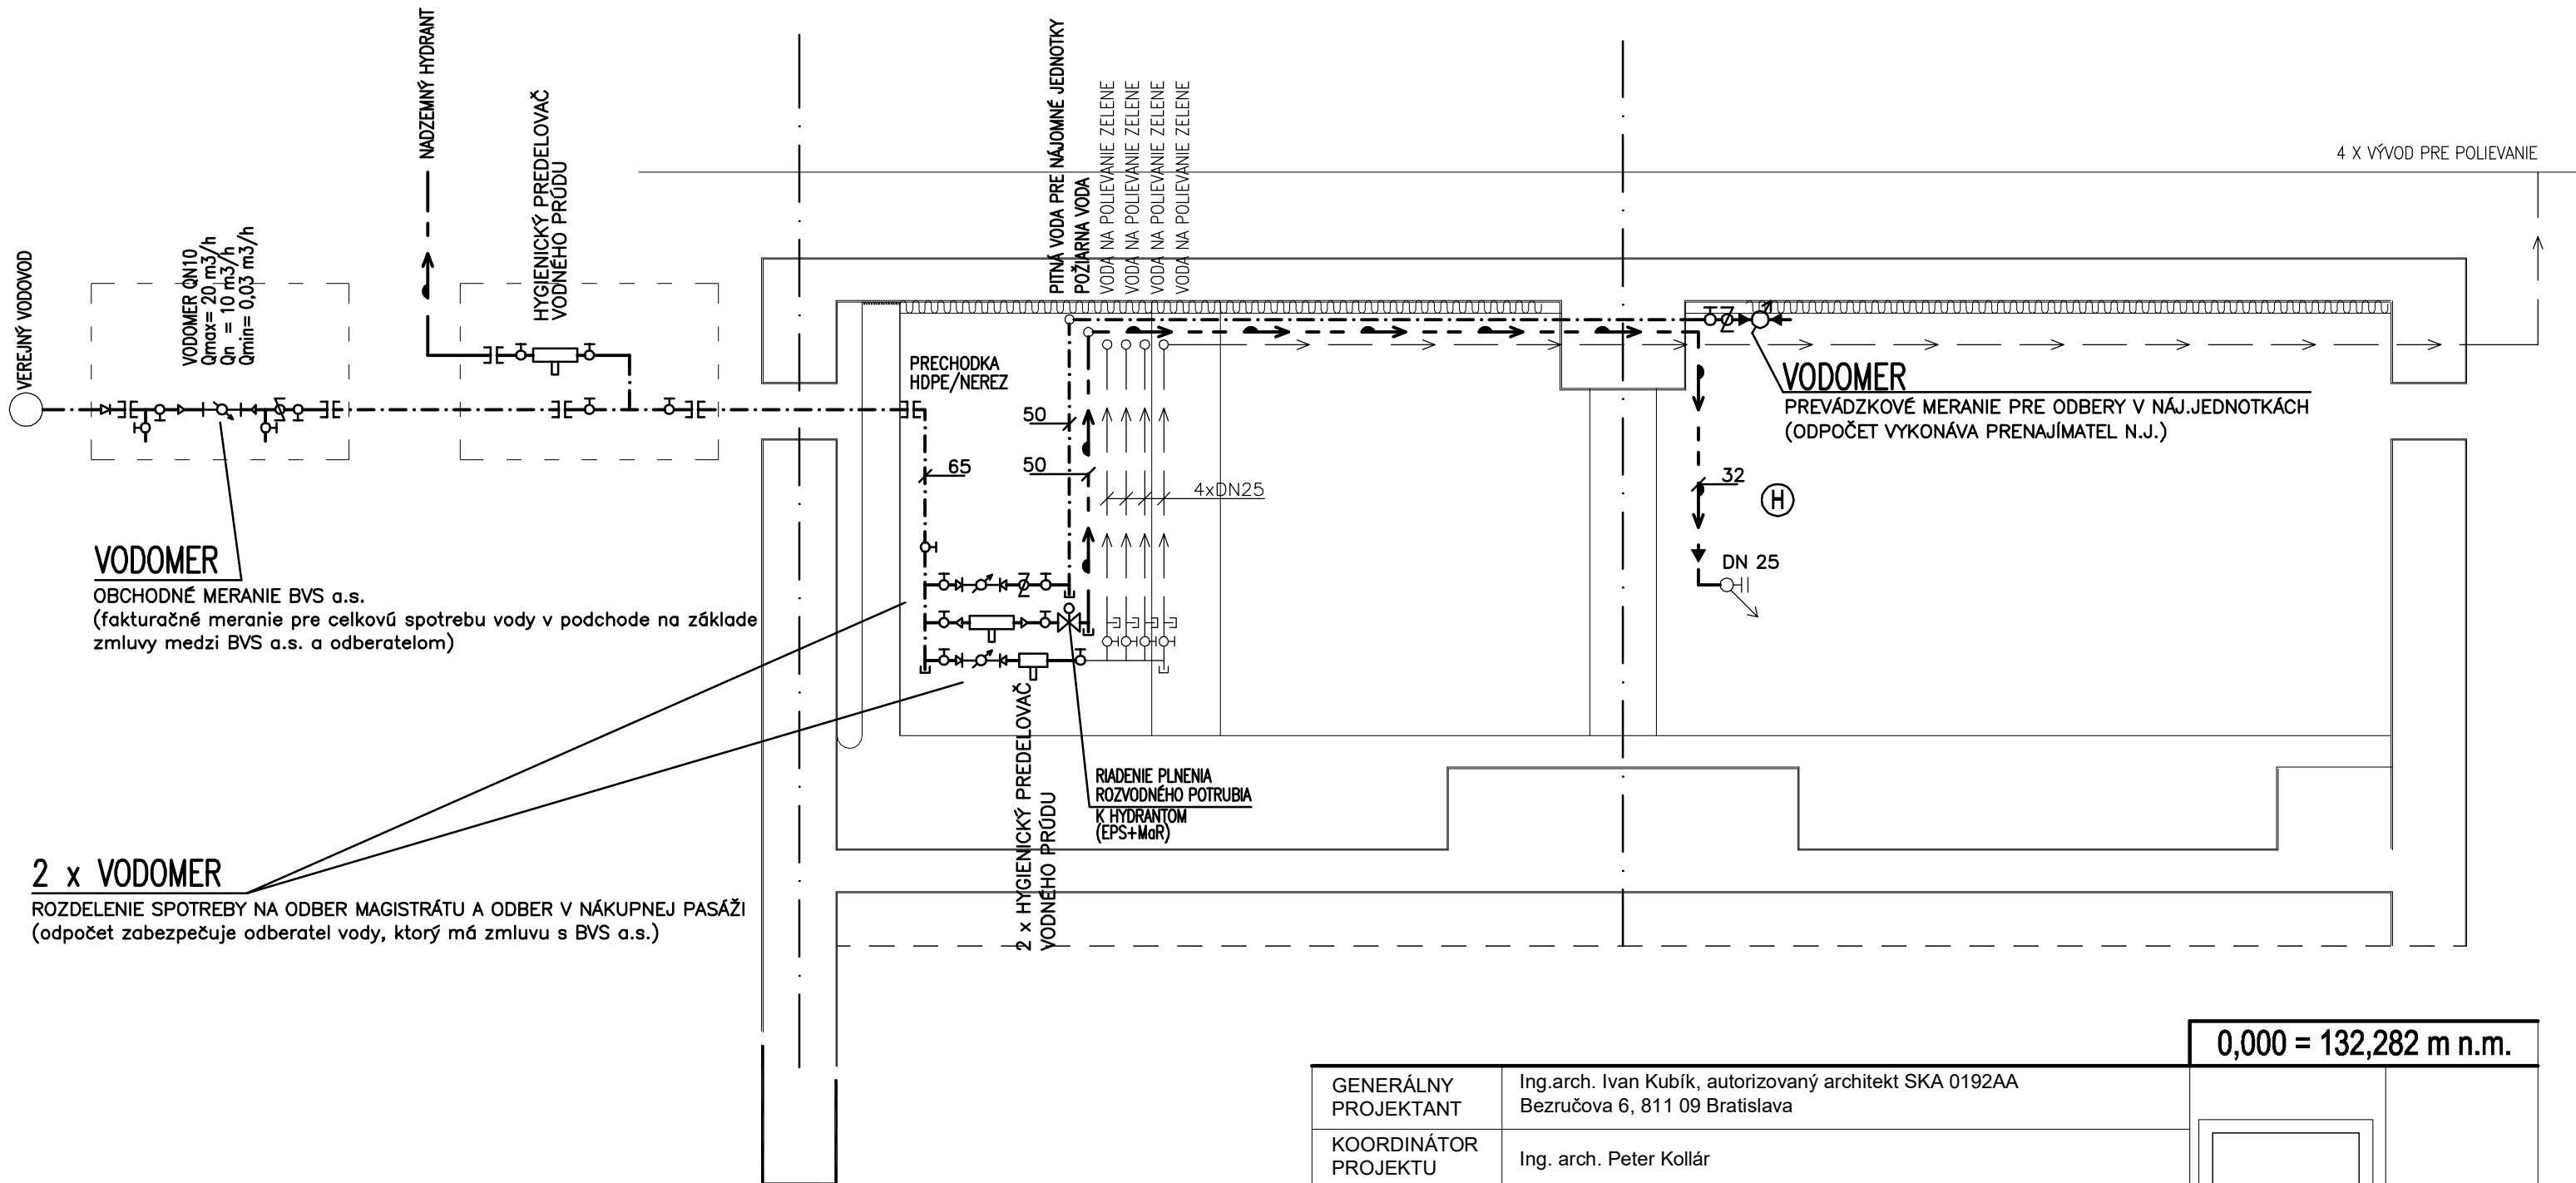 VEREJNÝ VODOVOD
VODOMER QN10
Qmax= 20 m3/h
Qn = 10 m3/h
Qmin= 0,03 m3/h
NADZEMNÝ HYDRANT
HYGIENICKÝ PREDELOVAČ
VODNÉHO PRÚDU
PITNÁ VODA PRE NÁJOMNÉ JEDNOTKY
POŽIARNA VODA
VODA NA POLIEVANIE ZELENE
VODA NA POLIEVANIE ZELENE
VODA NA POLIEVANIE ZELENE
VODA NA POLIEVANIE ZELENE
4 X VÝVOD PRE POLIEVANIE
PRECHODKA
HDPE/NEREZ
50
50
65
4xDN25
VODOMER
PREVÁDZKOVÉ MERANIE PRE ODBERY V NÁJ.JEDNOTKÁCH
(ODPOČET VYKONÁVA PRENAJÍMATEL N.J.)
32
H
DN 25
VODOMER
OBCHODNÉ MERANIE BVS a.s.
(fakturačné meranie pre celkovú spotrebu vody v podchode na základe
zmluvy medzi BVS a.s. a odberatelom)
2 x HYGIENICKÝ PREDELOVAČ
VODNÉHO PRÚDU
RIADENIE PLNENIA
ROZVODNÉHO POTRUBIA
K HYDRANTOM
(EPS+MaR)
2 x VODOMER
ROZDELENIE SPOTREBY NA ODBER MAGISTRÁTU A ODBER V NÁKUPNEJ PASÁŽI
(odpočet zabezpečuje odberatel vody, ktorý má zmluvu s BVS a.s.)
0,000 = 132,282 m n.m.
GENERÁLNY
PROJEKTANT
Ing.arch. Ivan Kubík, autorizovaný architekt SKA 0192AA
Bezručova 6, 811 09 Bratislava
KOORDINÁTOR
PROJEKTU
Ing. arch. Peter Kollár